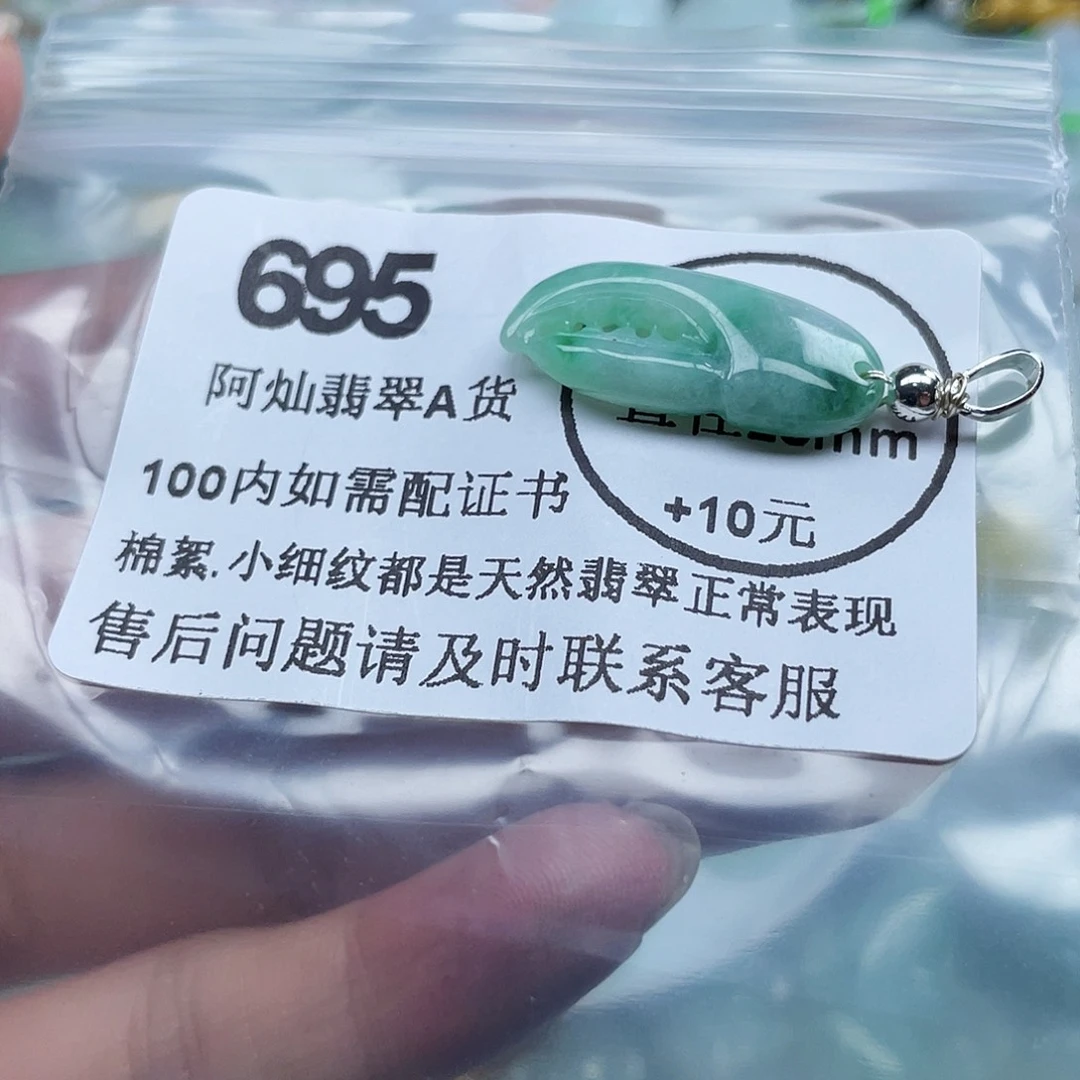 695
阿灿翡翠A货
mm
+10元
100内如需配证书
棉絮.小细纹都是天然翡翠正常表现
售后问题请及时联系客服